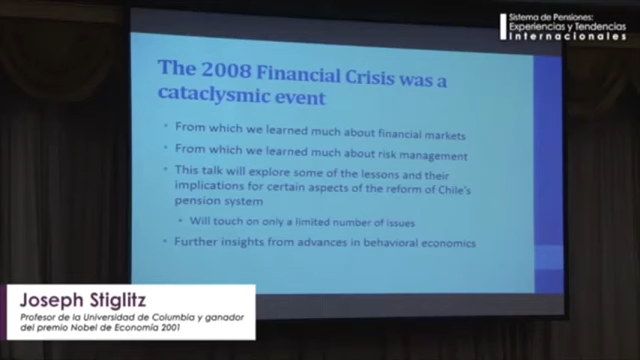 Sistema de Pensiones:
Experiencias y Tendencias
Internacionales
The 2008 Financial Crisis was a
cataclysmic event
• From which we learned much about financial markets
• From which we learned much about risk management
• This talk will explore some of the lessons and their
implications for certain aspects of the reform of Chile's
pension system
• Will touch on only a limited number of issues
• Further insights from advances in behavioral economics
Joseph Stiglitz
Profesor de la Universidad de Columbia y ganador
del premio Nobel de Economía 2001